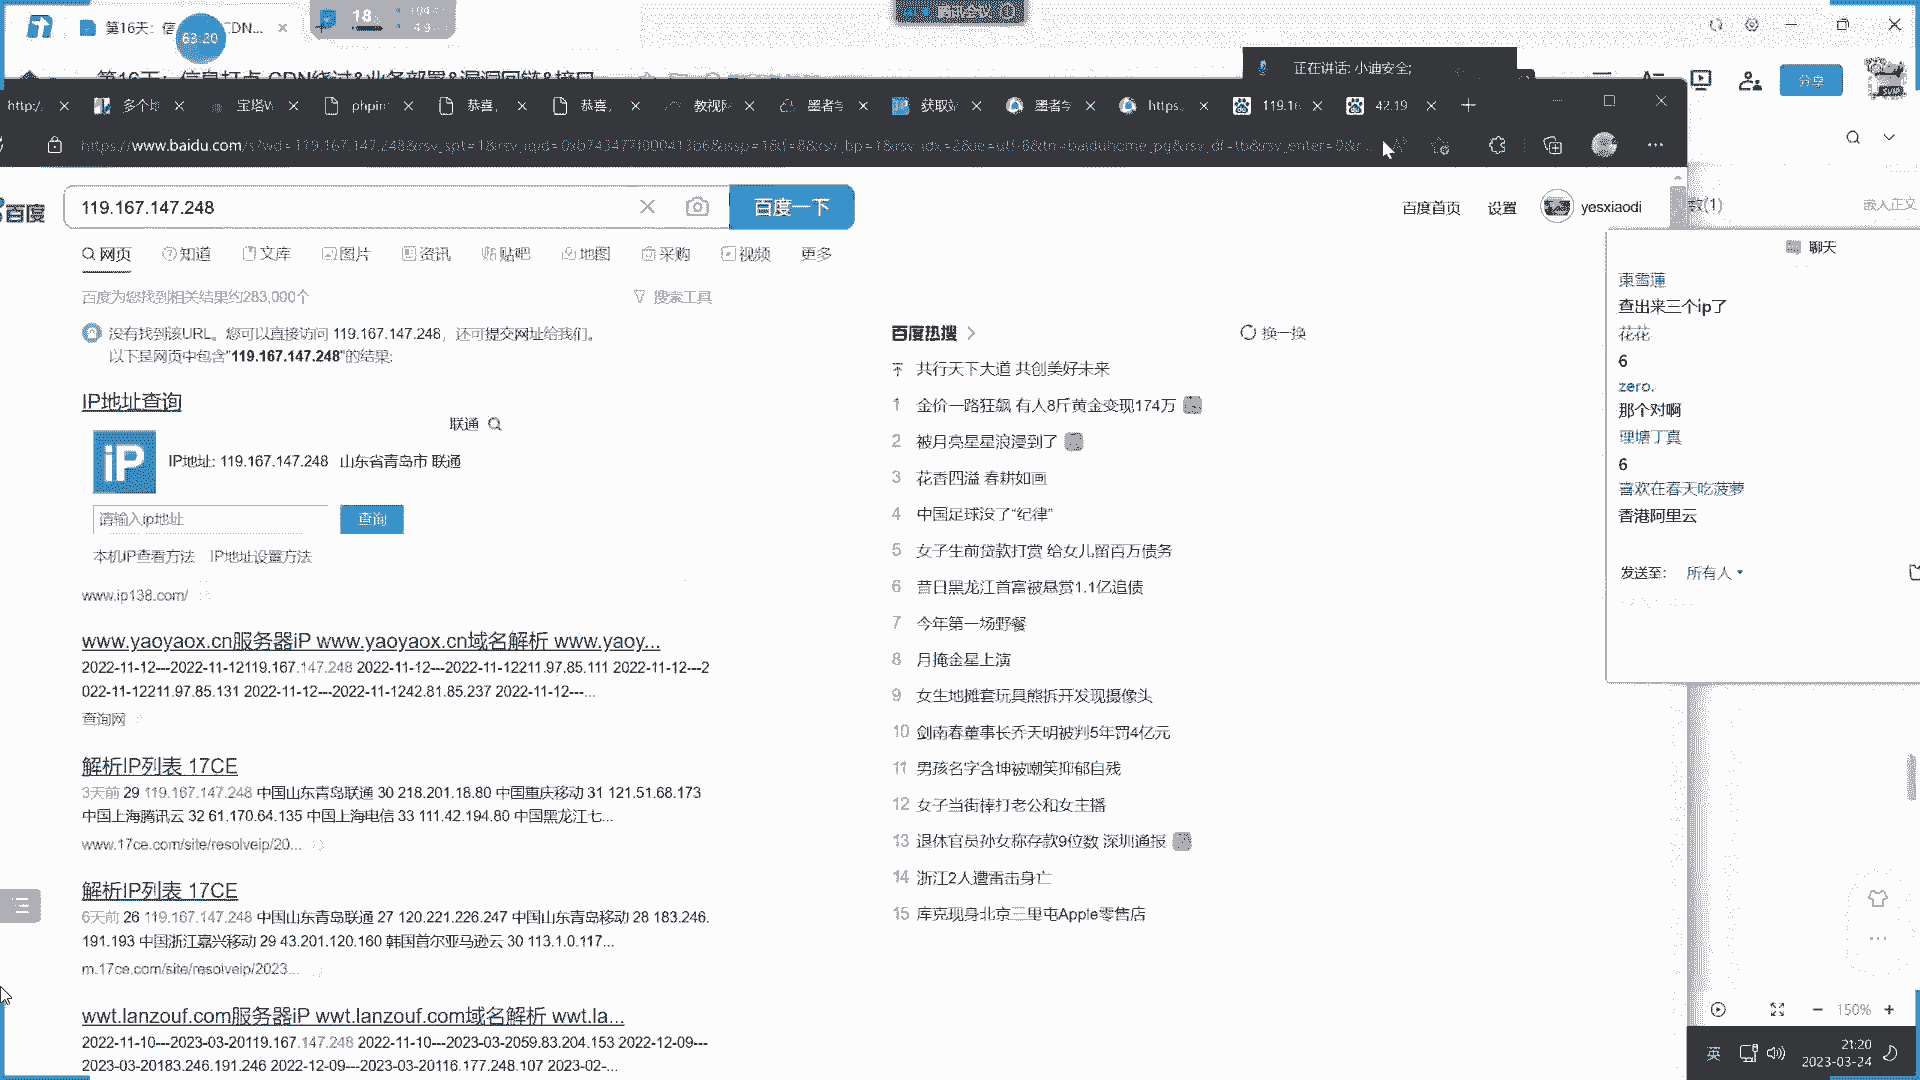 第16天：信
CDN...
63:20
18
腾讯会议
第16天：信息打点-CDN绕过&业务部署&漏洞回链&接口
正在讲话: 小迪安全;
分享
http:/
多个地
宝塔W
phpin
恭喜,
恭喜,
教视网
墨者学
获取站
墨者学
https.
119.16
42.19
https://www.baidu.com/s?wd=119.167.147.248&rsv_spt=1&rsv_iqid=0xb743477f000413b6&issp=1&f=8&rsv_bp=1&rsv_idx=2&ie=utf-8&tn=baiduhome_pg&rsv_dl=tb&rsv_enter=0&r...
百度
119.167.147.248
百度一下
百度首页
设置
yesxiaodi
数(1)
嵌入正文
网页
知道
文库
图片
资讯
贴吧
地图
采购
视频
更多
百度为您找到相关结果约283,000个
搜索工具
没有找到该URL。您可以直接访问 119.167.147.248，还可提交网址给我们。
以下是网页中包含"119.167.147.248"的结果:
IP地址查询
联通
iP
IP地址: 119.167.147.248 山东省青岛市 联通
请输入ip地址
查询
本机IP查看方法 IP地址设置方法
www.ip138.com/
www.yaoyaox.cn服务器iP www.yaoyaox.cn域名解析 www.yaoy...
2022-11-12---2022-11-12119.167.147.248 2022-11-12---2022-11-12211.97.85.111 2022-11-12---2
022-11-12211.97.85.131 2022-11-12---2022-11-1242.81.85.237 2022-11-12---...
查询网
解析IP列表 17CE
3天前 29 119.167.147.248 中国山东青岛联通 30 218.201.18.80 中国重庆移动 31 121.51.68.173
中国上海腾讯云 32 61.170.64.135 中国上海电信 33 111.42.194.80 中国黑龙江七...
www.17ce.com/site/resolveip/20...
解析IP列表 17CE
6天前 26 119.167.147.248 中国山东青岛联通 27 120.221.226.247 中国山东青岛移动 28 183.246.
191.193 中国浙江嘉兴移动 29 43.201.120.160 韩国首尔亚马逊云 30 113.1.0.117...
m.17ce.com/site/resolveip/2023...
wwt.lanzouf.com服务器iP wwt.lanzouf.com域名解析 wwt.la...
2022-11-10---2023-03-20119.167.147.248 2022-11-10---2023-03-2059.83.204.153 2022-12-09---
2023-03-20183.246.191.246 2022-12-09---2023-03-20116.177.248.107 2023-02-...
百度热搜
换一换
共行天下大道 共创美好未来
1 金价一路狂飙 有人8斤黄金变现174万
2 被月亮星星浪漫到了
3 花香四溢 春耕如画
4 中国足球没了“纪律”
5 女子生前贷款打赏 给女儿留百万债务
6 昔日黑龙江首富被悬赏1.1亿追债
7 今年第一场野餐
8 月掩金星上演
9 女生地摊套玩具熊拆开发现摄像头
10 剑南春董事长乔天明被判5年罚4亿元
11 男孩名字含坤被嘲笑抑郁自残
12 女子当街捧打老公和女主播
13 退休官员孙女称存款9位数 深圳通报
14 浙江2人遭雷击身亡
15 库克现身北京三里屯Apple零售店
聊天
東雪蓮
查出来三个ip了
花花
6
zero.
那个对啊
理塘丁真
6
喜欢在春天吃菠萝
香港阿里云
发送至: 所有人
150%
英
21:20
2023-03-24